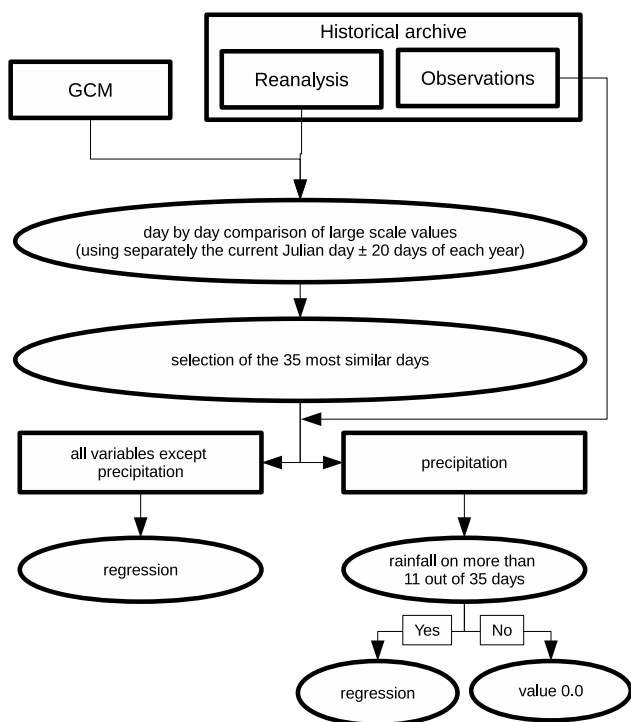 Historical archive
GCM
Reanalysis
Observations
day by day comparison of large scale values
(using separately the current Julian day ± 20 days of each year)
selection of the 35 most similar days
all variables except
precipitation
precipitation
regression
rainfall on more than
11 out of 35 days
Yes
No
regression
value 0.0